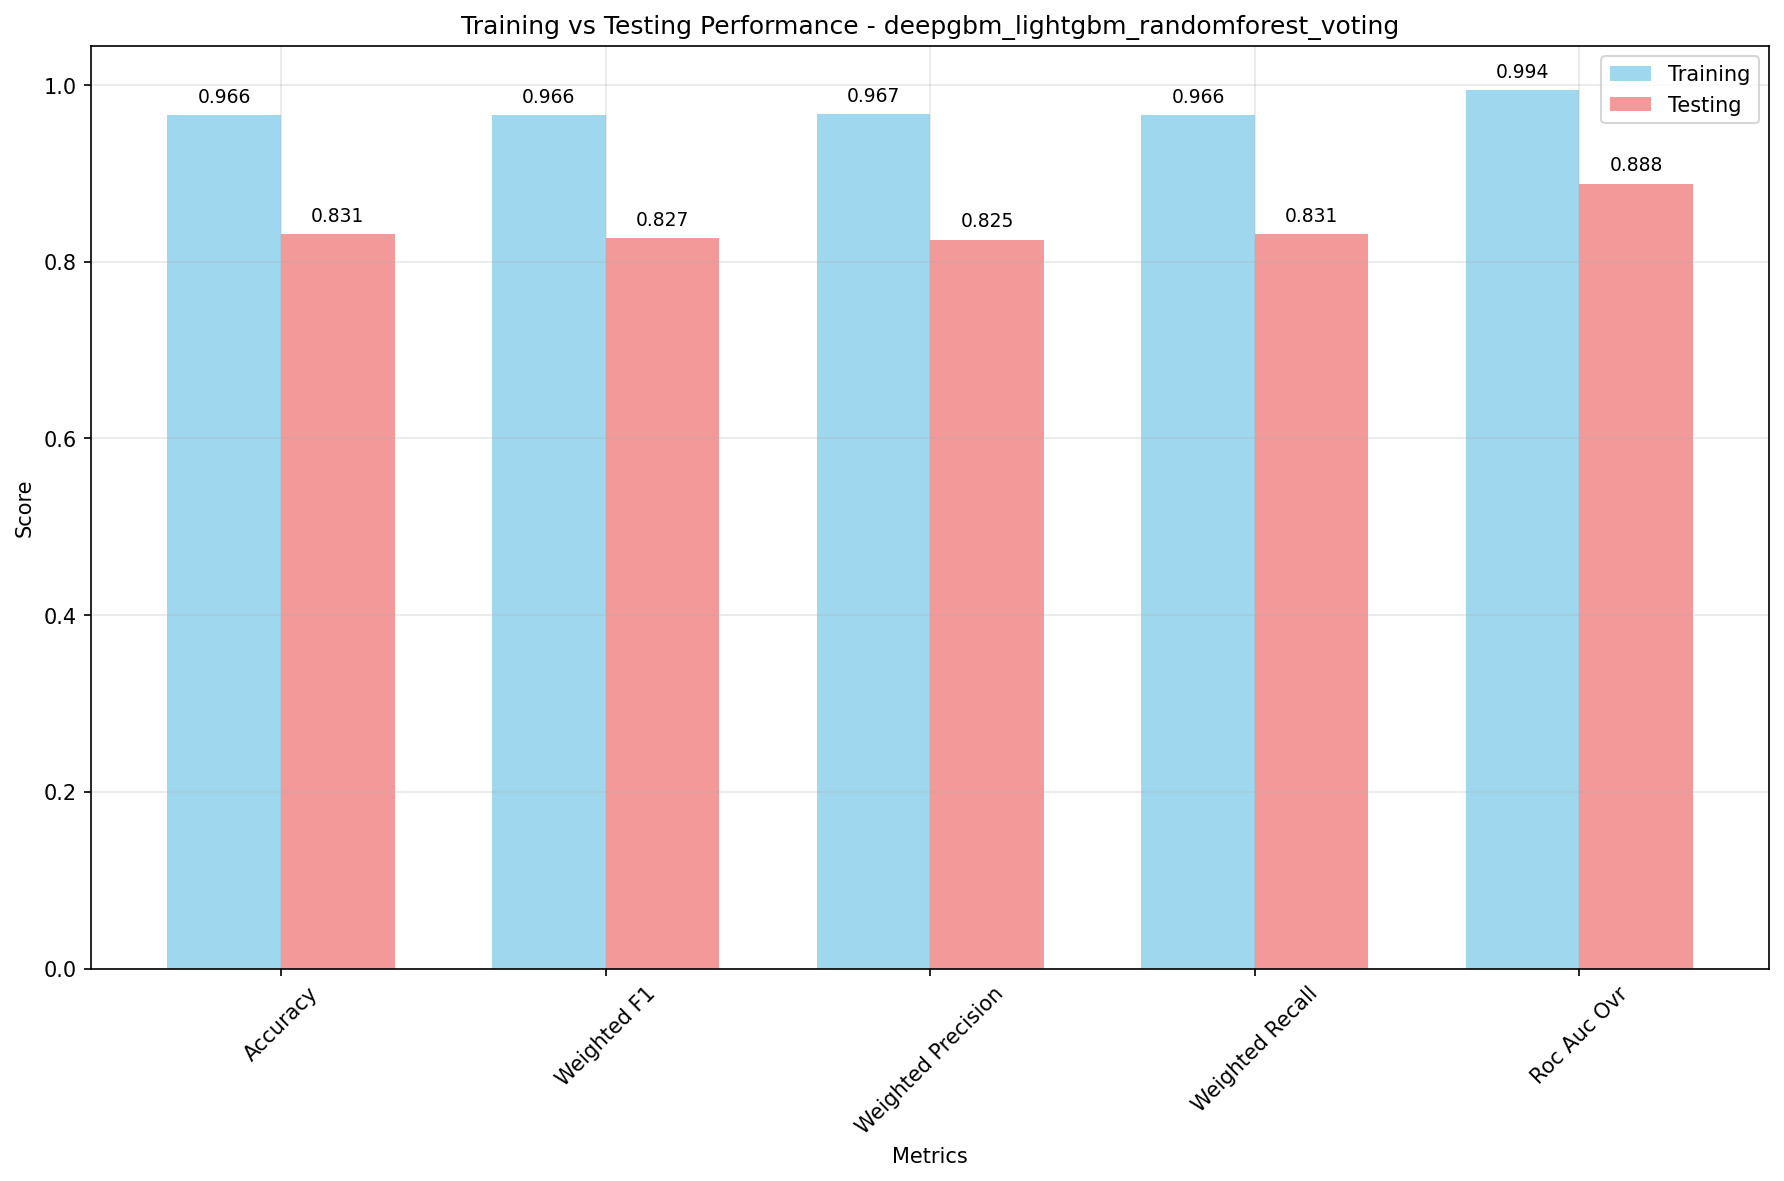 Training vs Testing Performance - deepgbm_lightgbm_randomforest_voting
Training
Testing
0.966
0.831
0.966
0.827
0.967
0.825
0.966
0.831
0.994
0.888
1.0
0.8
0.6
0.4
0.2
0.0
Score
Accuracy
Weighted F1
Weighted Precision
Weighted Recall
Roc Auc Ovr
Metrics